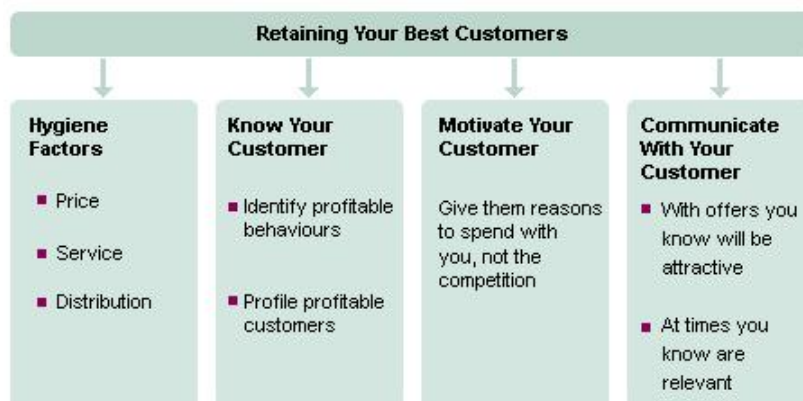 Retaining Your Best Customers
Hygiene
Factors
Price
Service
Distribution
Know Your
Customer
Identify profitable
behaviours
Profile profitable
customers
Motivate Your
Customer
Give them reasons
to spend with
you, not the
competition
Communicate
With Your
Customer
With offers you
know will be
attractive
At times you
know are
relevant